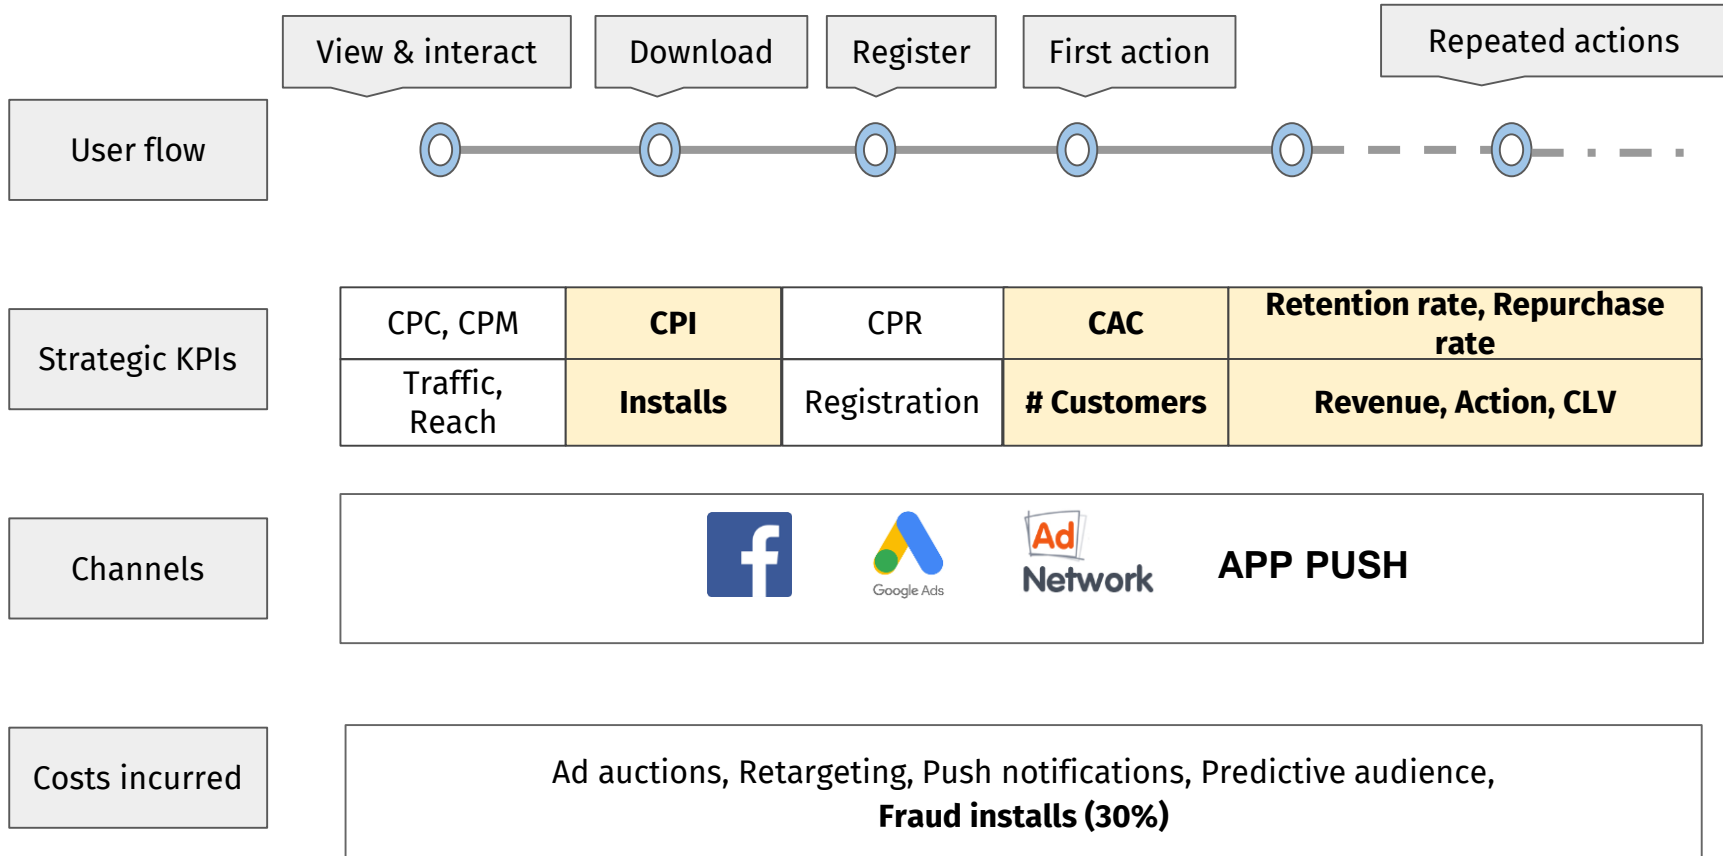 View & interact
Download
Register
First action
Repeated actions
User flow
Strategic KPIs
CPC, CPM
CPI
CPR
CAC
Retention rate, Repurchase
rate
Traffic,
Reach
Installs
Registration
# Customers
Revenue, Action, CLV
Channels
f
Google Ads
Ad
Network
APP PUSH
Costs incurred
Ad auctions, Retargeting, Push notifications, Predictive audience,
Fraud installs (30%)